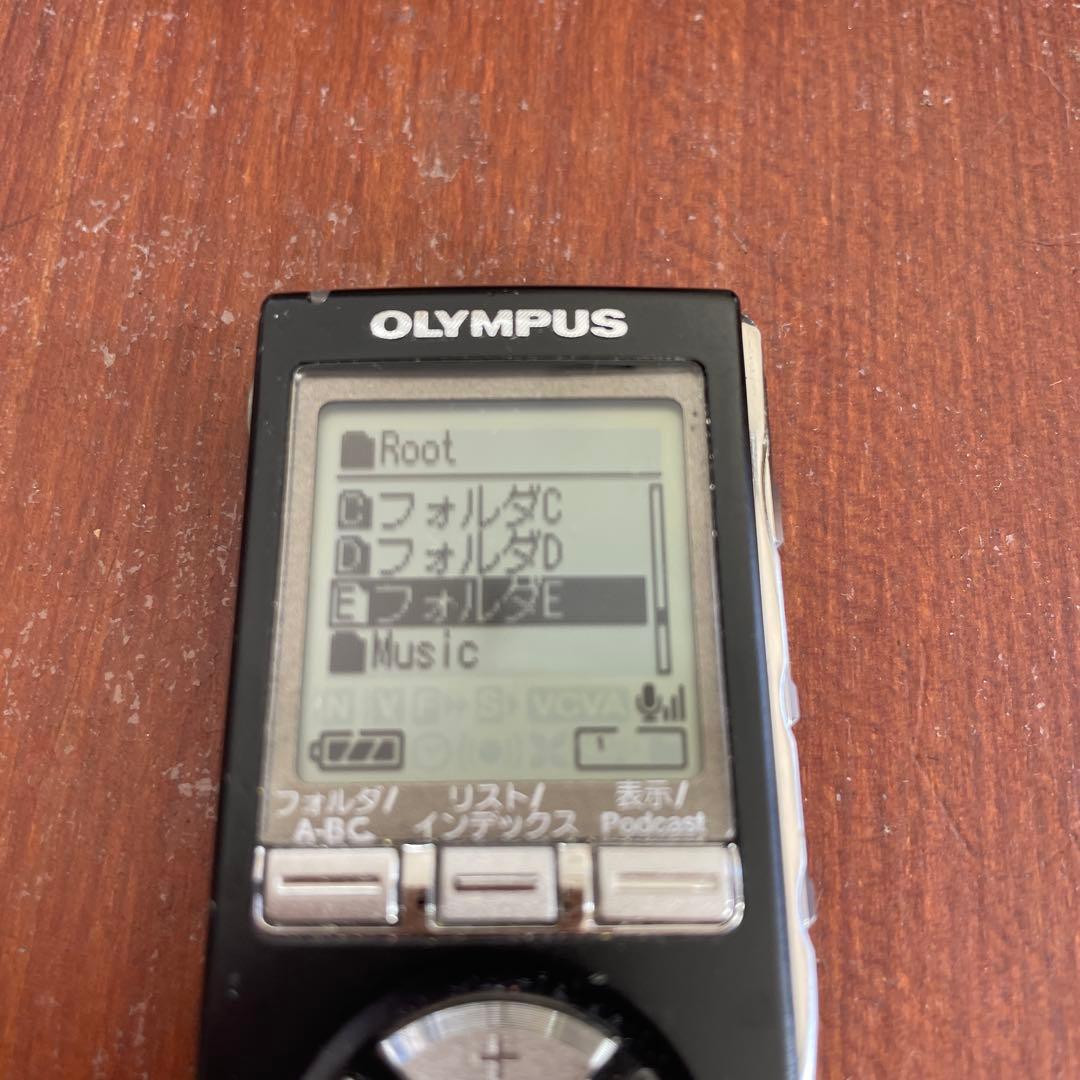 OLYMPUS
Root
C フォルダC
D フォルダD
E フォルダE
Music
N Y F S VCVA
フォルダ/
A-B C
リスト/
インデックス
表示/
Podcast
+